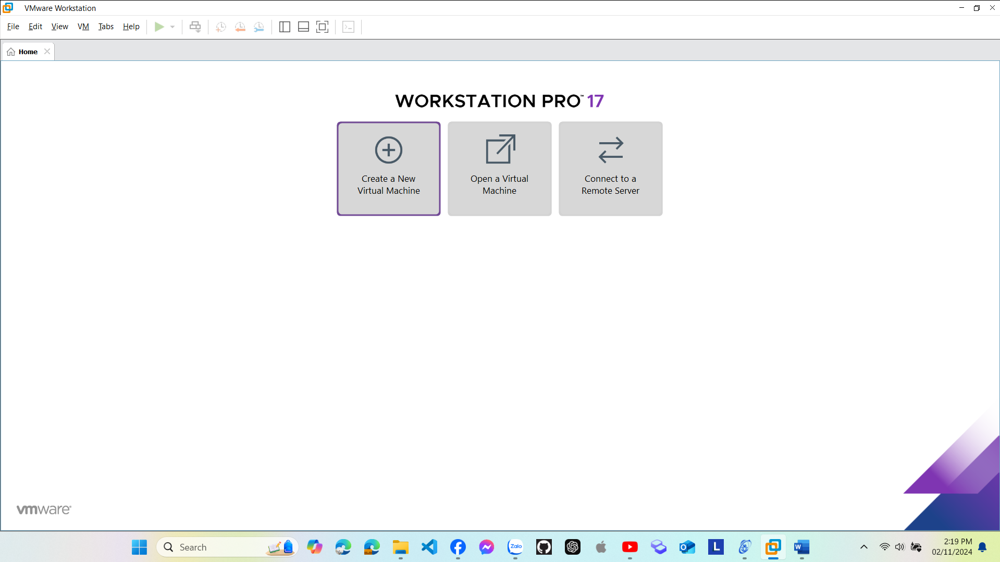 VMware Workstation
File Edit View VM Tabs Help
Home
WORKSTATION PRO™ 17
Create a New
Virtual Machine
Open a Virtual
Machine
Connect to a
Remote Server
vmware®
Search
Zalo
L
W
2:19 PM
02/11/2024